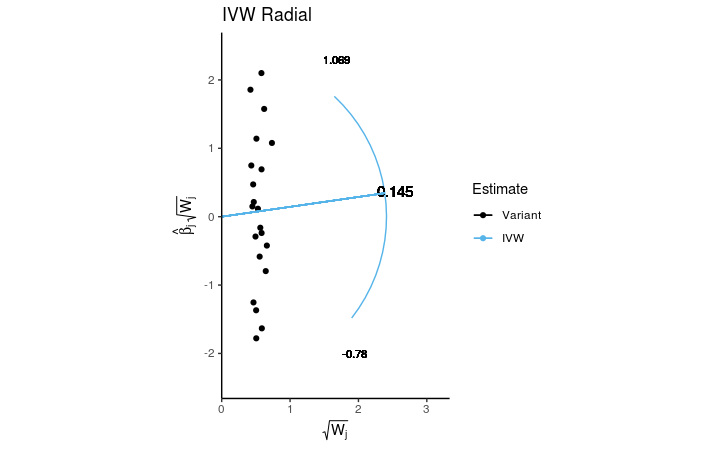 IVW Radial
1.089
2
1
0
-1
-2
0.145
-0.78
0 1 2 3
√Wj
β̂j√Wj
Estimate
Variant
IVW